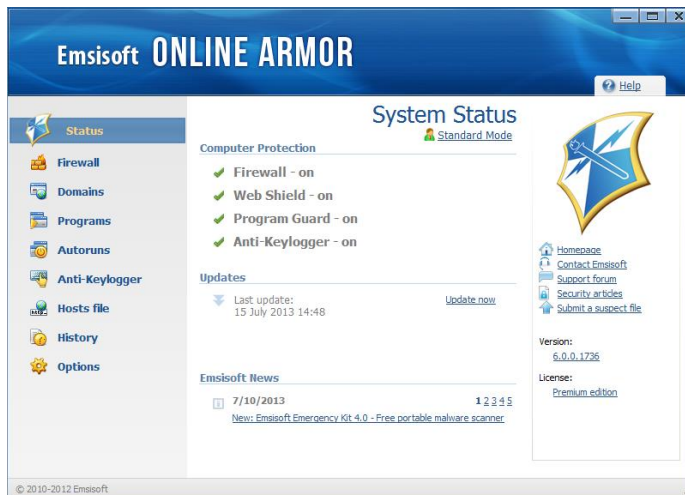 Emsisoft ONLINE ARMOR
Help
Status
Firewall
Domains
Programs
Autoruns
Anti-Keylogger
Hosts file
History
Options
System Status
Standard Mode
Computer Protection
Firewall - on
Web Shield - on
Program Guard - on
Anti-Keylogger - on
Updates
Last update:
15 July 2013 14:48
Update now
Emsisoft News
7/10/2013
1 2 3 4 5
New: Emsisoft Emergency Kit 4.0 - Free portable malware scanner
Homepage
Contact Emsisoft
Support forum
Security articles
Submit a suspect file
Version:
6.0.0.1736
License:
Premium edition
© 2010-2012 Emsisoft